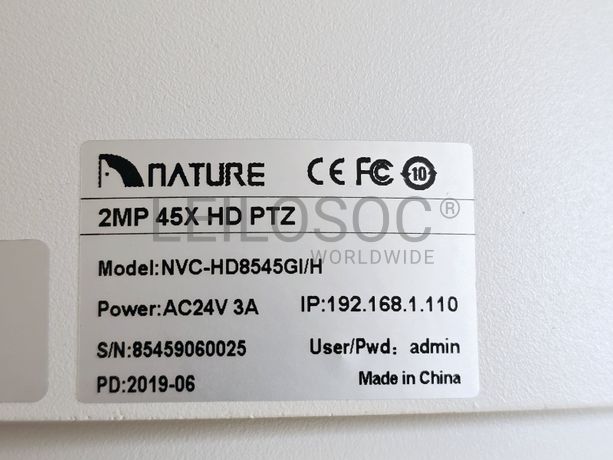 NATURE CE FC 10
2MP 45X HD PTZ
LEILOSOC®
WORLDWIDE
Model:NVC-HD8545GI/H
Power:AC24V 3A IP:192.168.1.110
S/N:85459060025 User/Pwd: admin
PD:2019-06 Made in China